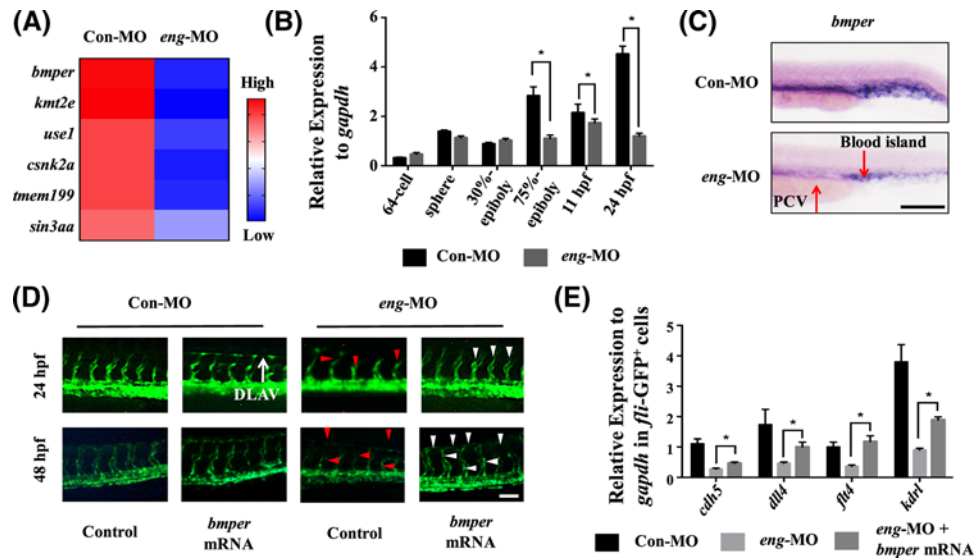 (A)
Con-MO eng-MO
bmper
kmt2e
use1
csnk2a
tmem199
sin3aa
High
Low
(B)
Relative Expression
to gapdh
6
4
2
0
*
*
*
64-cell
sphere
30%-
epiboly
75%-
epiboly
11 hpf
24 hpf
Con-MO
eng-MO
(C)
bmper
Con-MO
eng-MO
Blood island
PCV
(D)
Con-MO
eng-MO
24 hpf
48 hpf
DLAV
Control
bmper
mRNA
Control
bmper
mRNA
(E)
Relative Expression to
gapdh in fli-GFP+ cells
5
4
3
2
1
0
*
*
*
*
cdh5
dll4
flt4
kdrl
Con-MO
eng-MO
eng-MO +
bmper mRNA